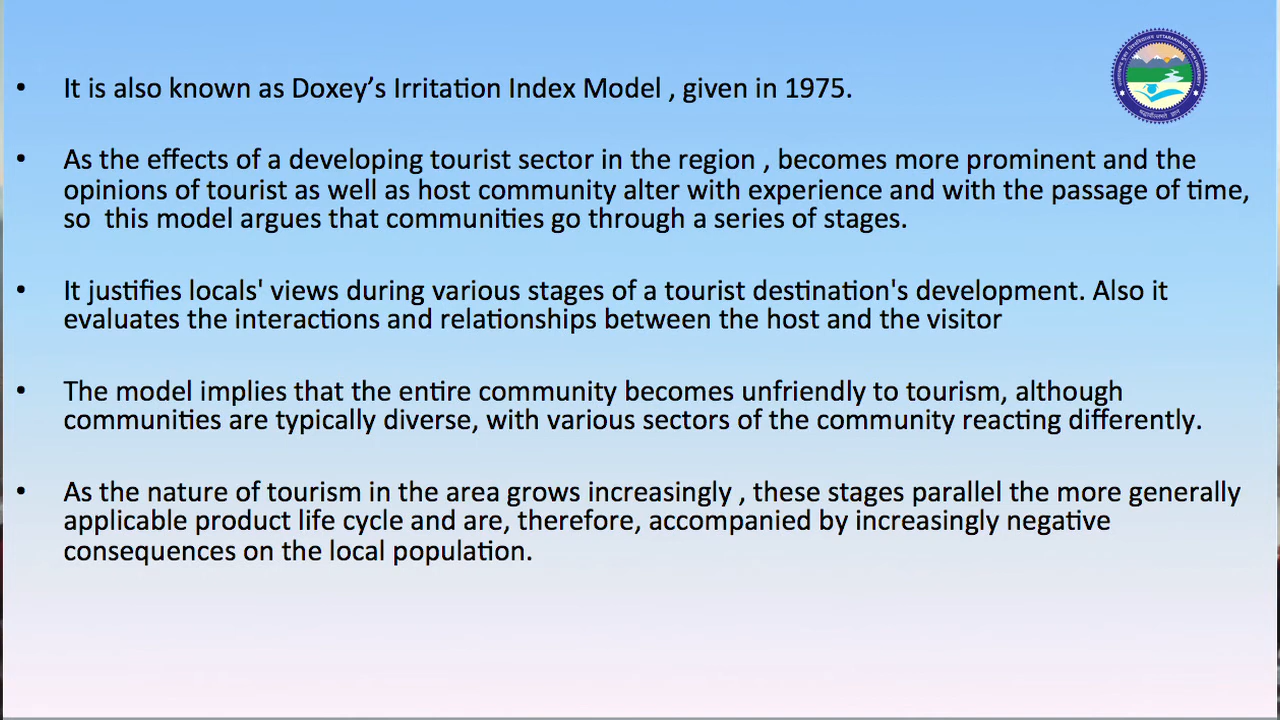 • It is also known as Doxey’s Irritation Index Model , given in 1975.
• As the effects of a developing tourist sector in the region , becomes more prominent and the
opinions of tourist as well as host community alter with experience and with the passage of time,
so  this model argues that communities go through a series of stages.
• It justifies locals' views during various stages of a tourist destination's development. Also it
evaluates the interactions and relationships between the host and the visitor
• The model implies that the entire community becomes unfriendly to tourism, although
communities are typically diverse, with various sectors of the community reacting differently.
• As the nature of tourism in the area grows increasingly , these stages parallel the more generally
applicable product life cycle and are, therefore, accompanied by increasingly negative
consequences on the local population.